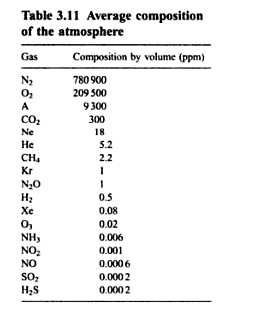 Table 3.11 Average composition
of the atmosphere
Gas Composition by volume (ppm)
N₂ 780 900
O₂ 209 500
A 9 300
CO₂ 300
Ne 18
He 5.2
CH₄ 2.2
Kr 1
N₂O 1
H₂ 0.5
Xe 0.08
O₃ 0.02
NH₃ 0.006
NO₂ 0.001
NO 0.000 6
SO₂ 0.000 2
H₂S 0.000 2